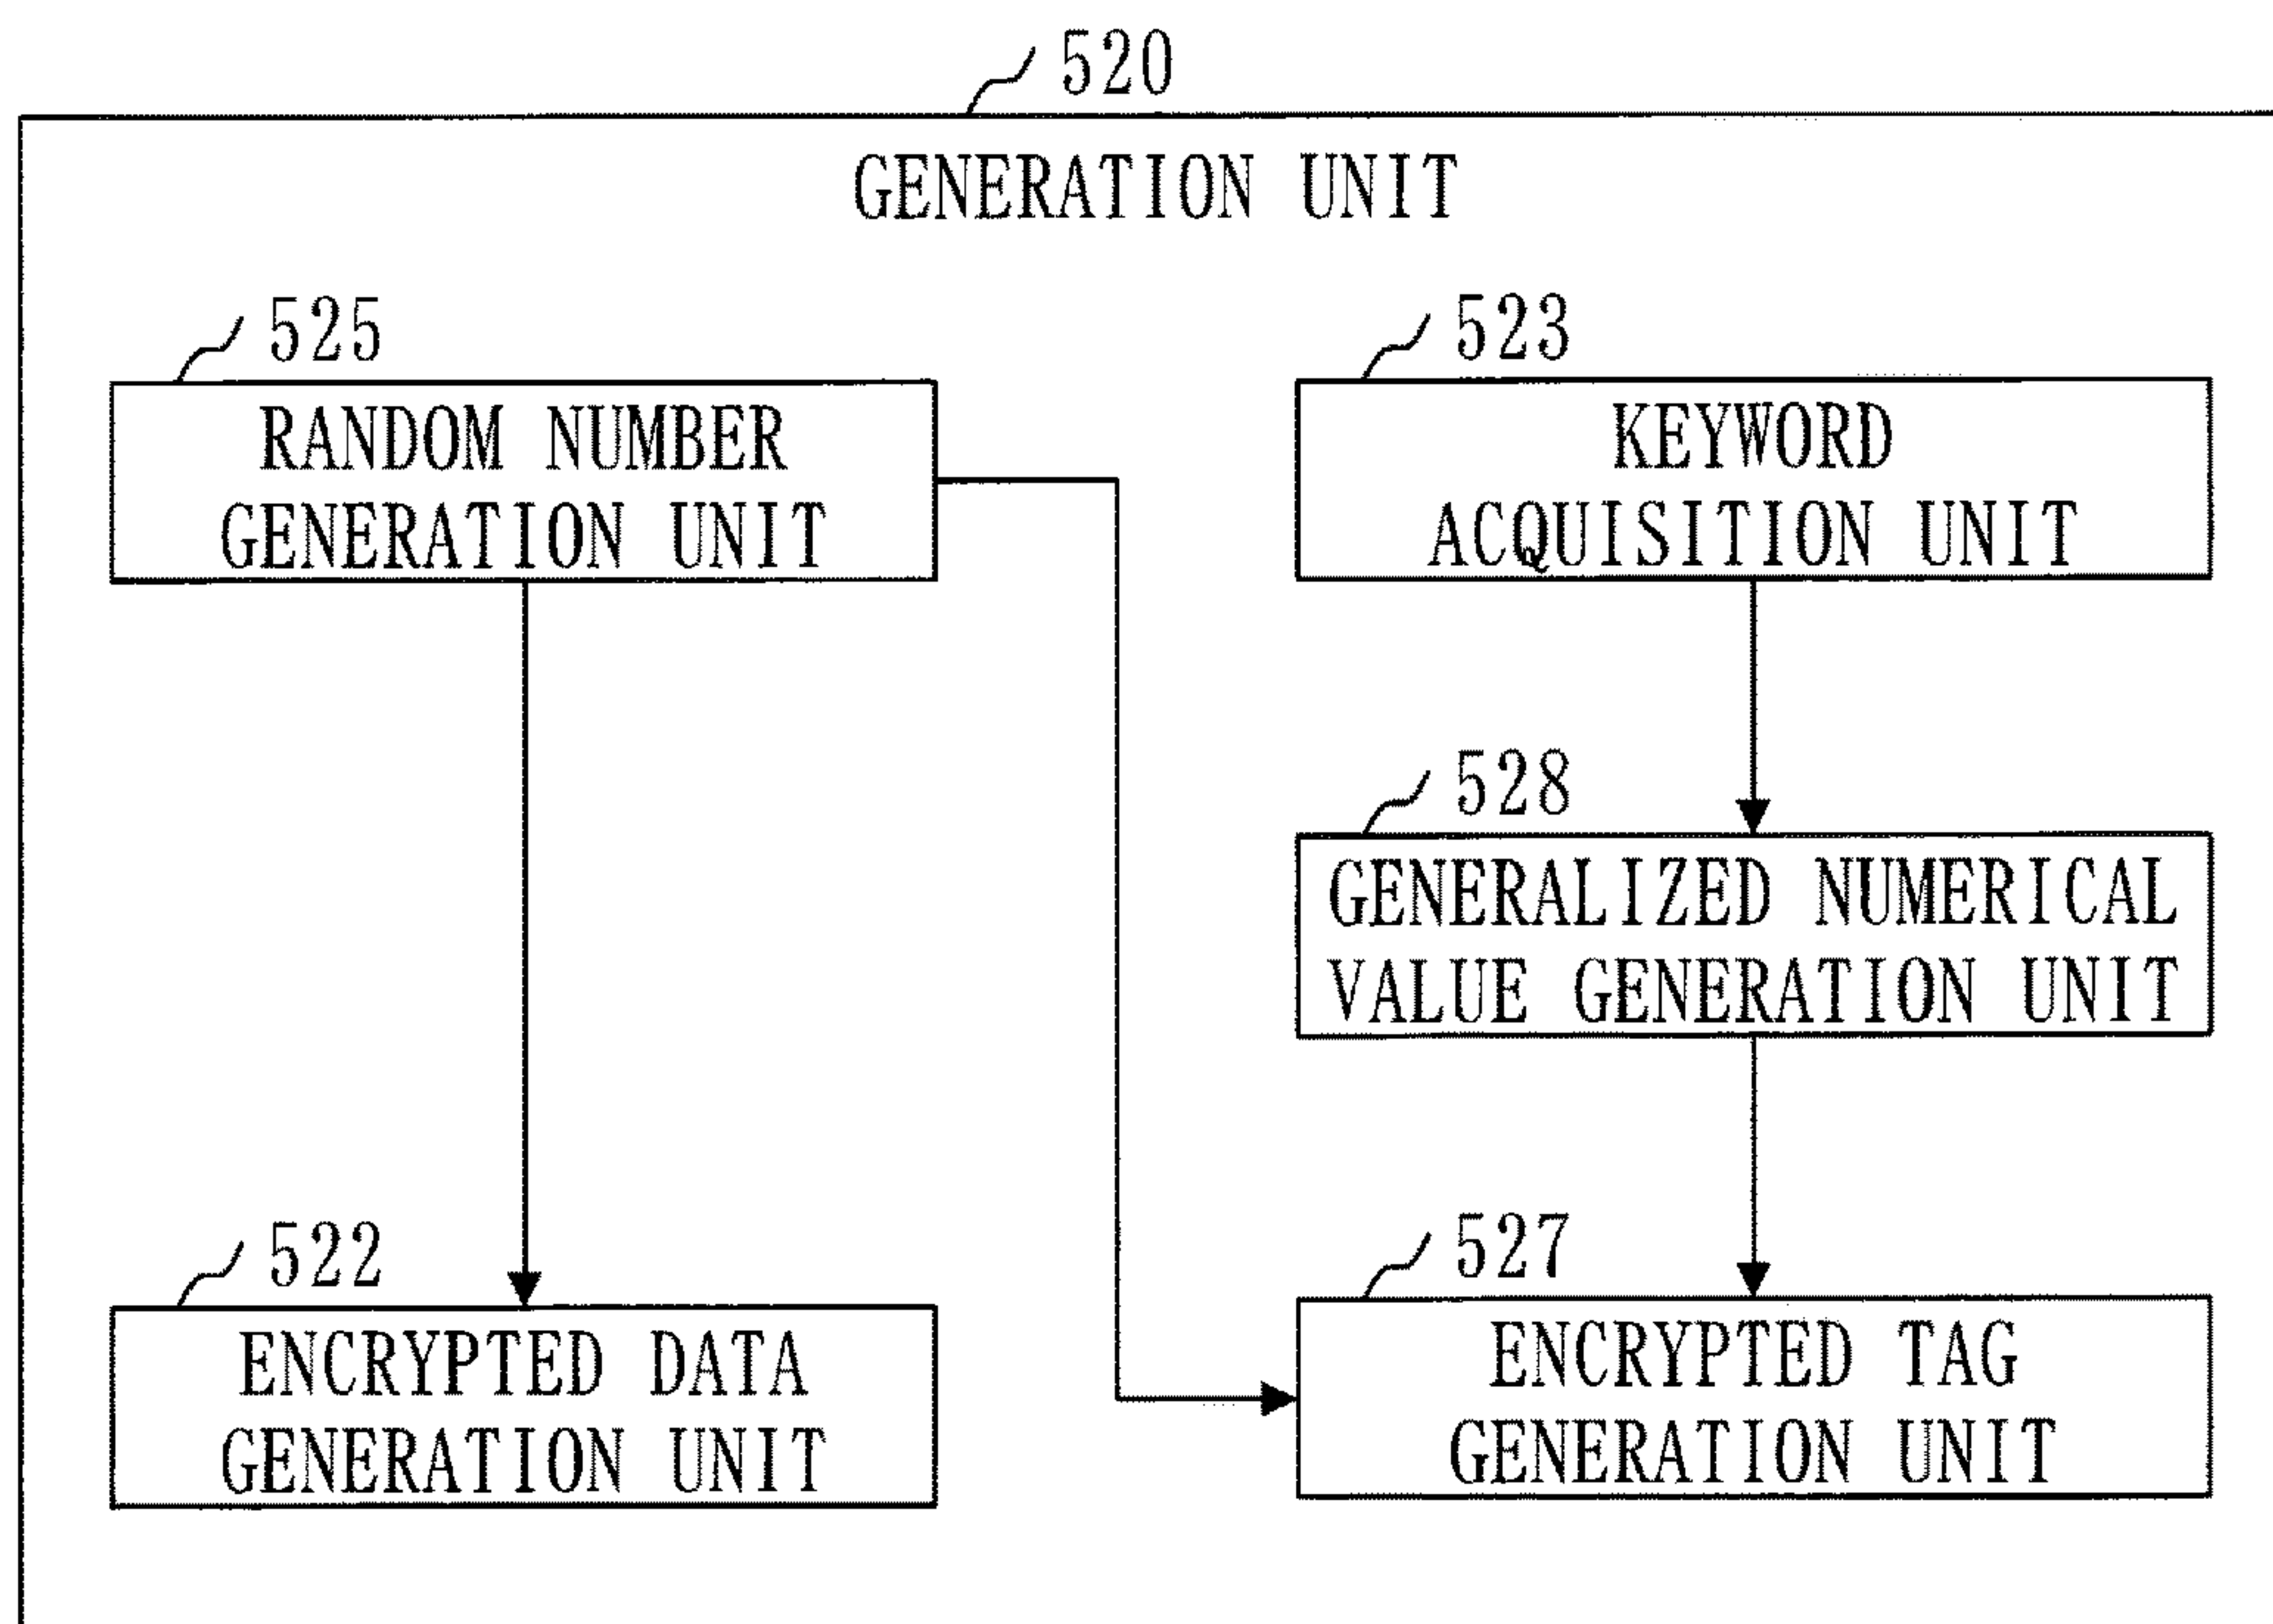 520
GENERATION UNIT
525
RANDOM NUMBER
GENERATION UNIT
523
KEYWORD
ACQUISITION UNIT
528
GENERALIZED NUMERICAL
VALUE GENERATION UNIT
522
ENCRYPTED DATA
GENERATION UNIT
527
ENCRYPTED TAG
GENERATION UNIT